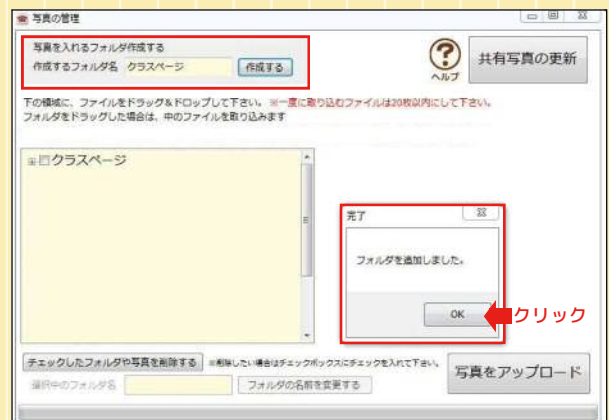 写真の管理
写真を入れるフォルダ作成する
作成するフォルダ名 クラスページ 作成する
ヘルプ
共有写真の更新
下の領域に、ファイルをドラッグ&ドロップして下さい。 ※一度に取り込むファイルは20枚以内にして下さい。
フォルダをドラッグした場合は、中のファイルを取り込みます
クラスページ
完了
フォルダを追加しました。
OK
クリック
チェックしたフォルダや写真を削除する ※削除したい場合はチェックボックスにチェックを入れて下さい。
選択中のフォルダ名 フォルダの名前を変更する
写真をアップロード